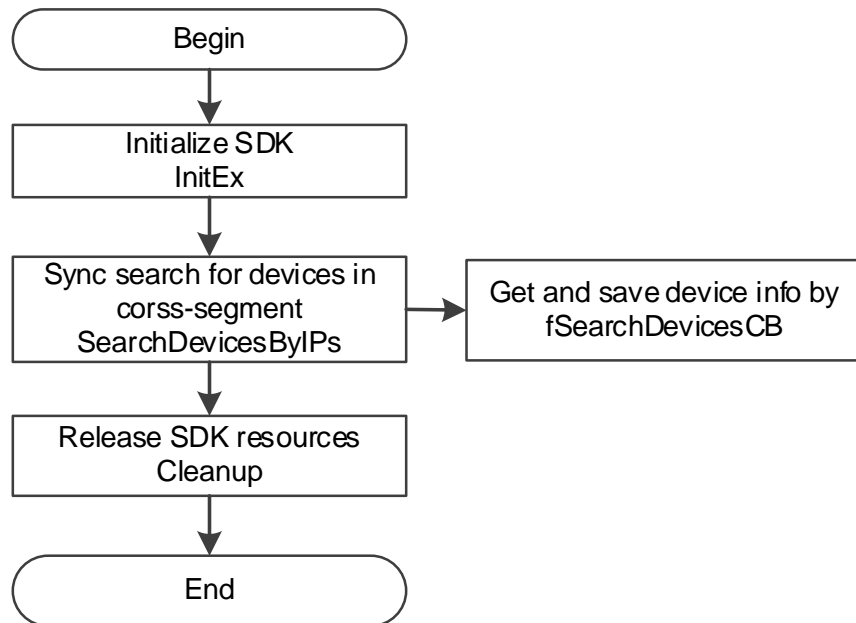 Begin
Initialize SDK
InitEx
Sync search for devices in
corss-segment
SearchDevicesByIPs
Get and save device info by
fSearchDevicesCB
Release SDK resources
Cleanup
End